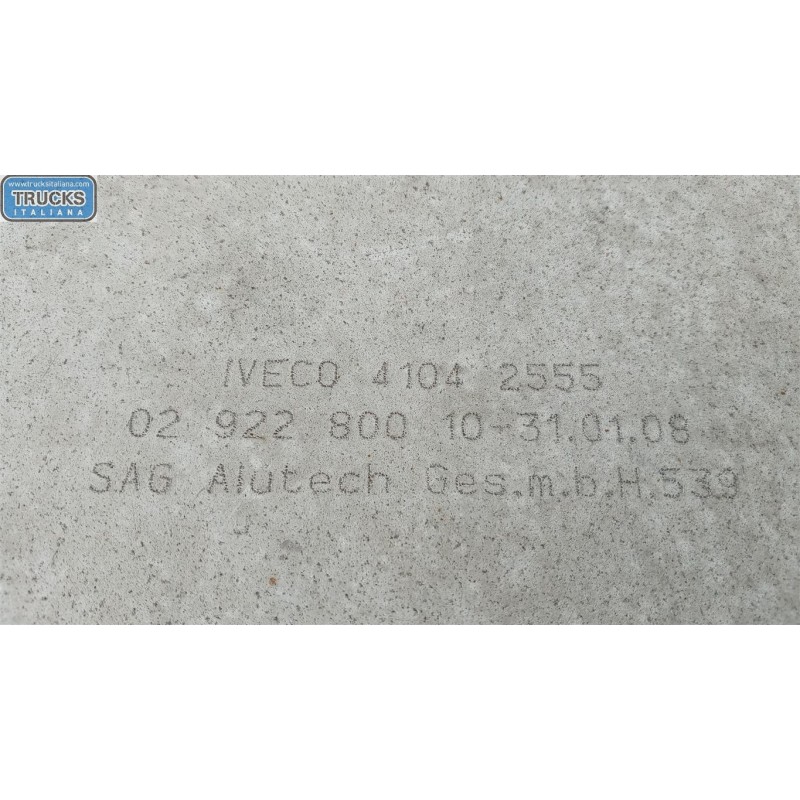 www.trucksitaliana.com
TRUCKS
ITALIANA
IVECO 4104 2555
02 922 800 10-31.01.08
SAG Alutech Ges.m.b.H.539